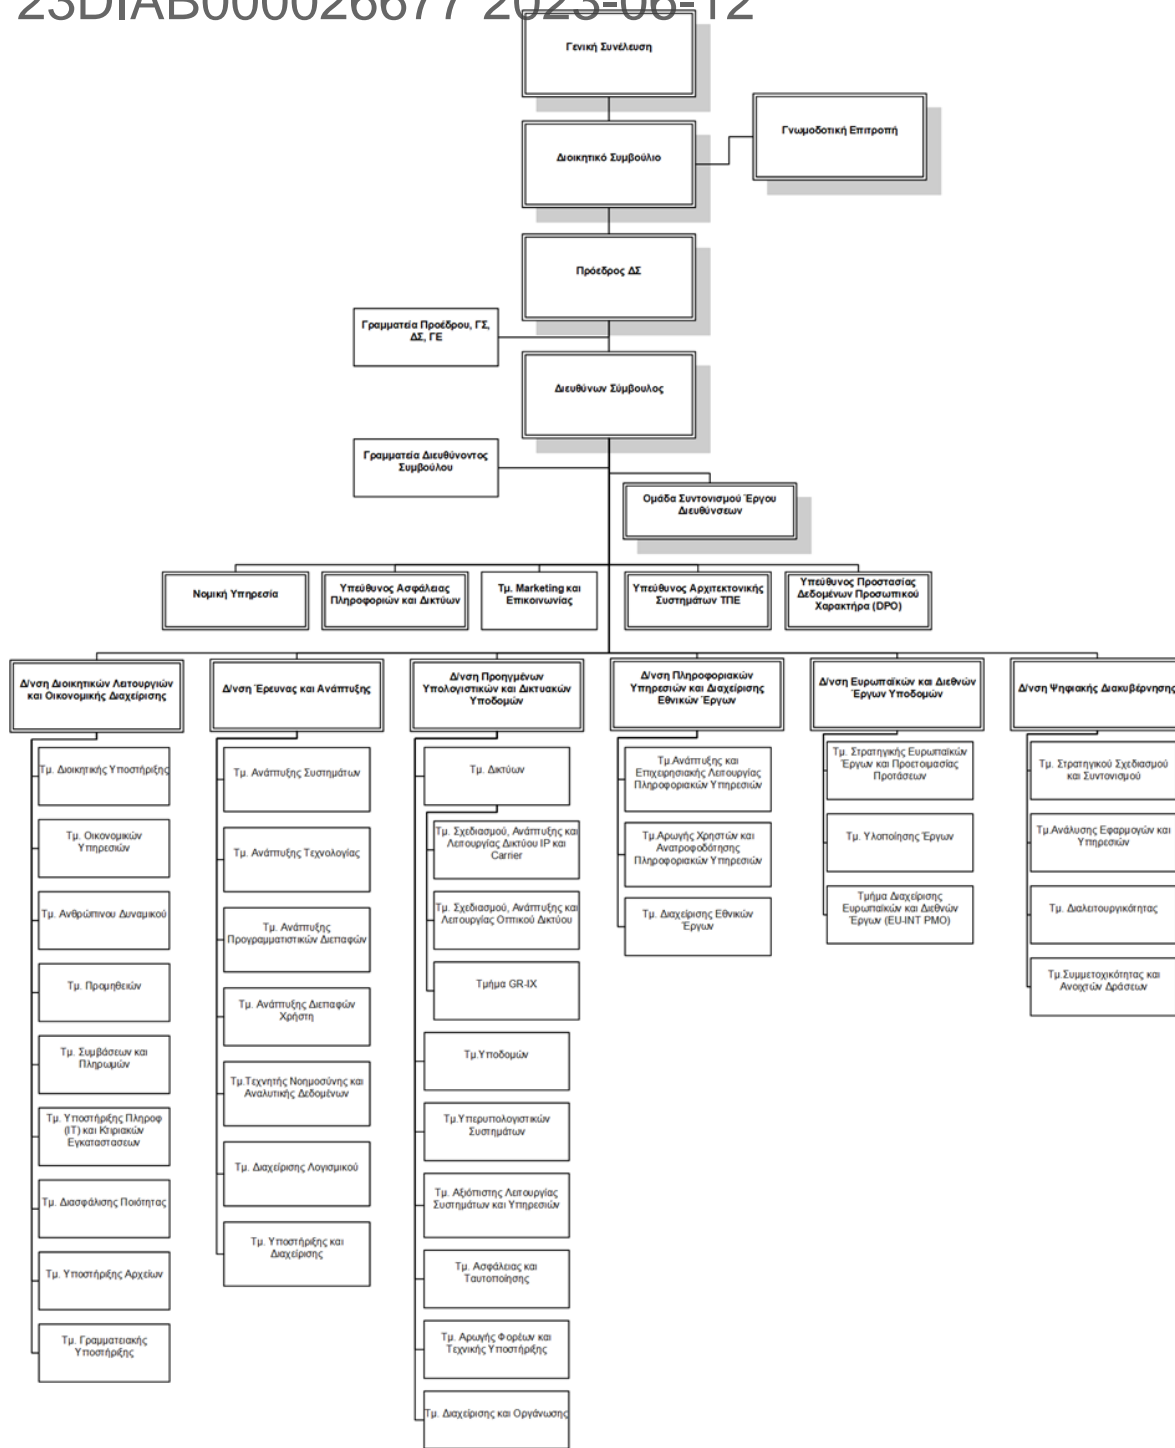 23DIAB000026677 2023-06-12
Γενική Συνέλευση
Γνωμοδοτική Επιτροπή
Διοικητικό Συμβούλιο
Πρόεδρος ΔΣ
Γραμματεία Προέδρου, ΓΣ,
ΔΣ, ΓΕ
Διευθύνων Σύμβουλος
Γραμματεία Διευθύνοντος
Συμβούλου
Ομάδα Συντονισμού Έργου
Διευθύνσεων
Νομική Υπηρεσία
Υπεύθυνος Ασφάλειας
Πληροφοριών και Δικτύων
Τμ. Marketing και
Επικοινωνίας
Υπεύθυνος Αρχιτεκτονικής
Συστημάτων ΤΠΕ
Υπεύθυνος Προστασίας
Δεδομένων Προσωπικού
Χαρακτήρα (DPO)
Δ/νση Διοικητικών Λειτουργιών
και Οικονομικής Διαχείρισης
Τμ. Διοικητικής Υποστήριξης
Τμ. Οικονομικών
Υπηρεσιών
Τμ. Ανθρώπινου Δυναμικού
Τμ. Προμηθειών
Τμ. Συμβάσεων και
Πληρωμών
Τμ. Υποστήριξης Πληροφ
(IT) και Κτιριακών
Εγκαταστασεων
Τμ. Διασφάλισης Ποιότητας
Τμ. Υποστήριξης Αρχείων
Τμ. Γραμματειακής
Υποστήριξης
Δ/νση Έρευνας και Ανάπτυξης
Τμ. Ανάπτυξης Συστημάτων
Τμ. Ανάπτυξης Τεχνολογίας
Τμ. Ανάπτυξης
Προγραμματιστικών Διεπαφών
Τμ. Ανάπτυξης Διεπαφών
Χρήστη
Τμ.Τεχνητής Νοημοσύνης και
Αναλυτικής Δεδομένων
Τμ. Διαχείρισης Λογισμικού
Τμ. Υποστήριξης και
Διαχείρισης
Δ/νση Προηγμένων
Υπολογιστικών και Δικτυακών
Υποδομών
Τμ. Δικτύων
Τμ. Σχεδιασμού, Ανάπτυξης και
Λειτουργίας Δικτύου IP και
Carrier
Τμ. Σχεδιασμού, Ανάπτυξης και
Λειτουργίας Οπτικού Δικτύου
Τμήμα GR-IX
Τμ.Υποδομών
Τμ.Υπερυπολογιστικών
Συστημάτων
Τμ. Αξιόπιστης Λειτουργίας
Συστημάτων και Υπηρεσιών
Τμ. Ασφάλειας και
Ταυτοποίησης
Τμ. Αρωγής Φορέων και
Τεχνικής Υποστήριξης
Τμ. Διαχείρισης και Οργάνωσης
Δ/νση Πληροφοριακών
Υπηρεσιών και Διαχείρισης
Εθνικών Έργων
Τμ.Ανάπτυξης και
Επιχειρησιακής Λειτουργίας
Πληροφοριακών Υπηρεσιών
Τμ.Αρωγής Χρηστών και
Ανατροφοδότησης
Πληροφοριακών Υπηρεσιών
Τμ. Διαχείρισης Εθνικών
Έργων
Δ/νση Ευρωπαϊκών και Διεθνών
Έργων Υποδομών
Τμ. Στρατηγικής Ευρωπαϊκών
Έργων και Προετοιμασίας
Προτάσεων
Τμ. Υλοποίησης Έργων
Τμήμα Διαχείρισης
Ευρωπαϊκών και Διεθνών
Έργων (EU-INT PMO)
Δ/νση Ψηφιακής Διακυβέρνησης
Τμ. Στρατηγικού Σχεδιασμού
και Συντονισμού
Τμ.Ανάλυσης Εφαρμογών και
Υπηρεσιών
Τμ. Διαλειτουργικότητας
Τμ.Συμμετοχικότητας και
Ανοιχτών Δράσεων